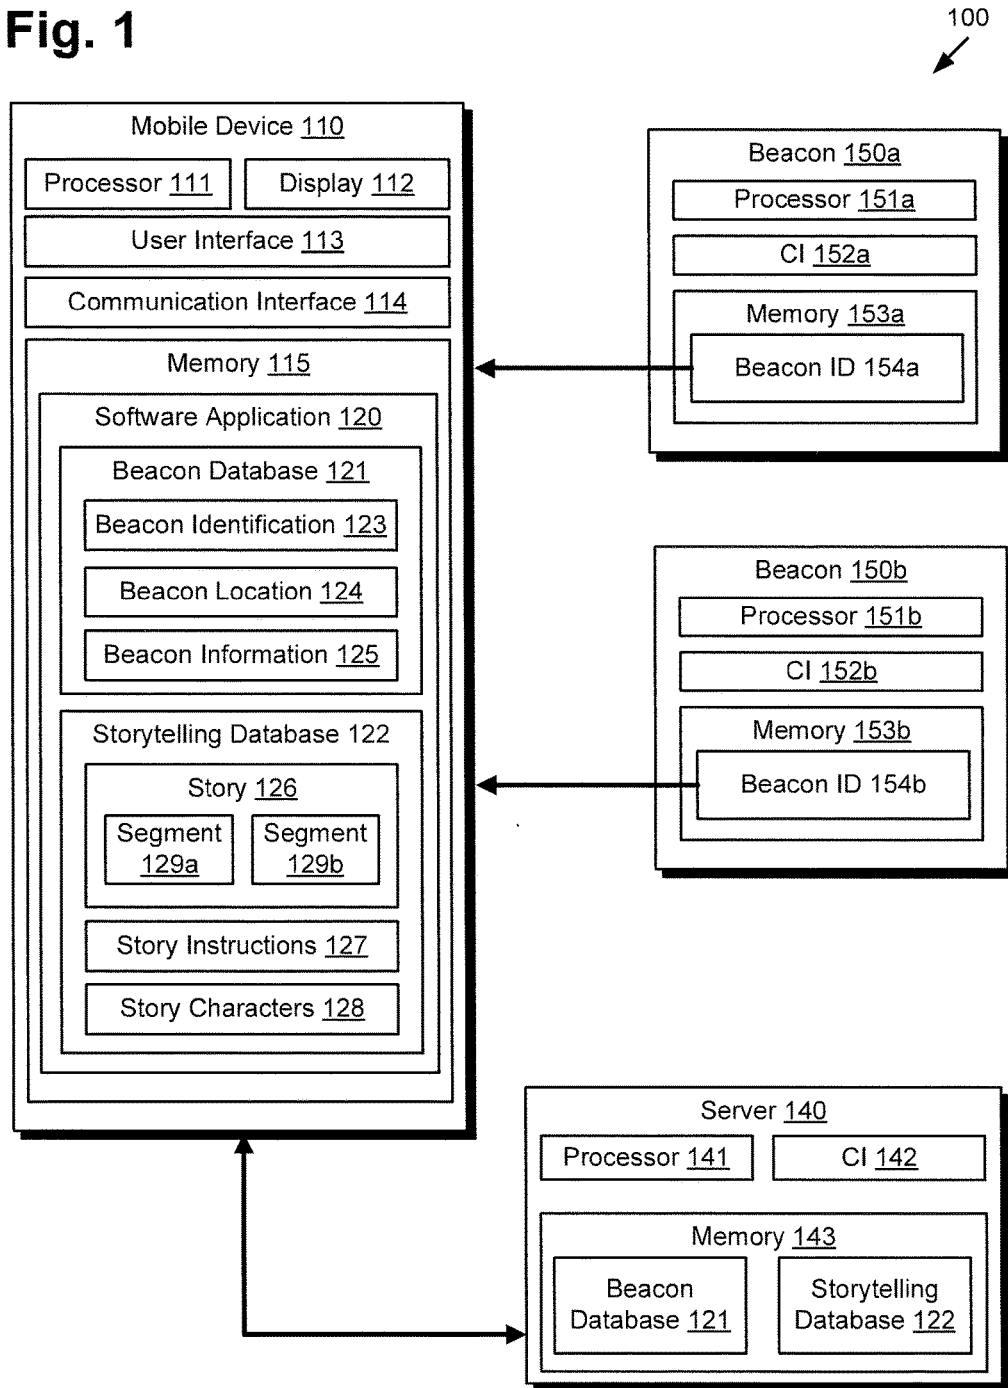 Fig. 1
100
Mobile Device 110
Processor 111
Display 112
User Interface 113
Communication Interface 114
Memory 115
Software Application 120
Beacon Database 121
Beacon Identification 123
Beacon Location 124
Beacon Information 125
Storytelling Database 122
Story 126
Segment
129a
Segment
129b
Story Instructions 127
Story Characters 128
Beacon 150a
Processor 151a
CI 152a
Memory 153a
Beacon ID 154a
Beacon 150b
Processor 151b
CI 152b
Memory 153b
Beacon ID 154b
Server 140
Processor 141
CI 142
Memory 143
Beacon
Database 121
Storytelling
Database 122